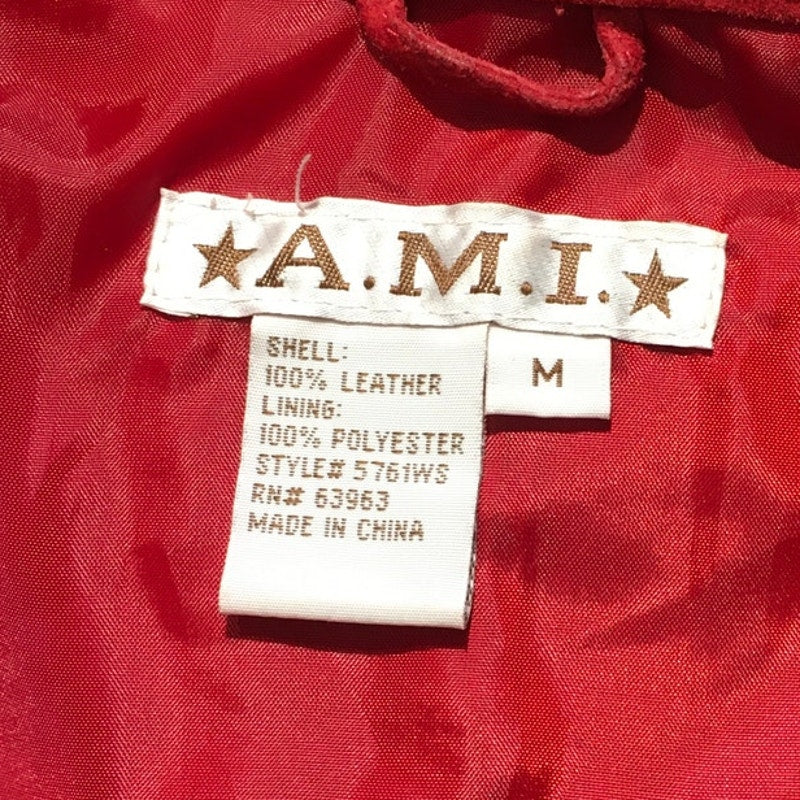 ★A.M.I.★
M
SHELL:
100% LEATHER
LINING:
100% POLYESTER
STYLE# 5761WS
RN# 63963
MADE IN CHINA